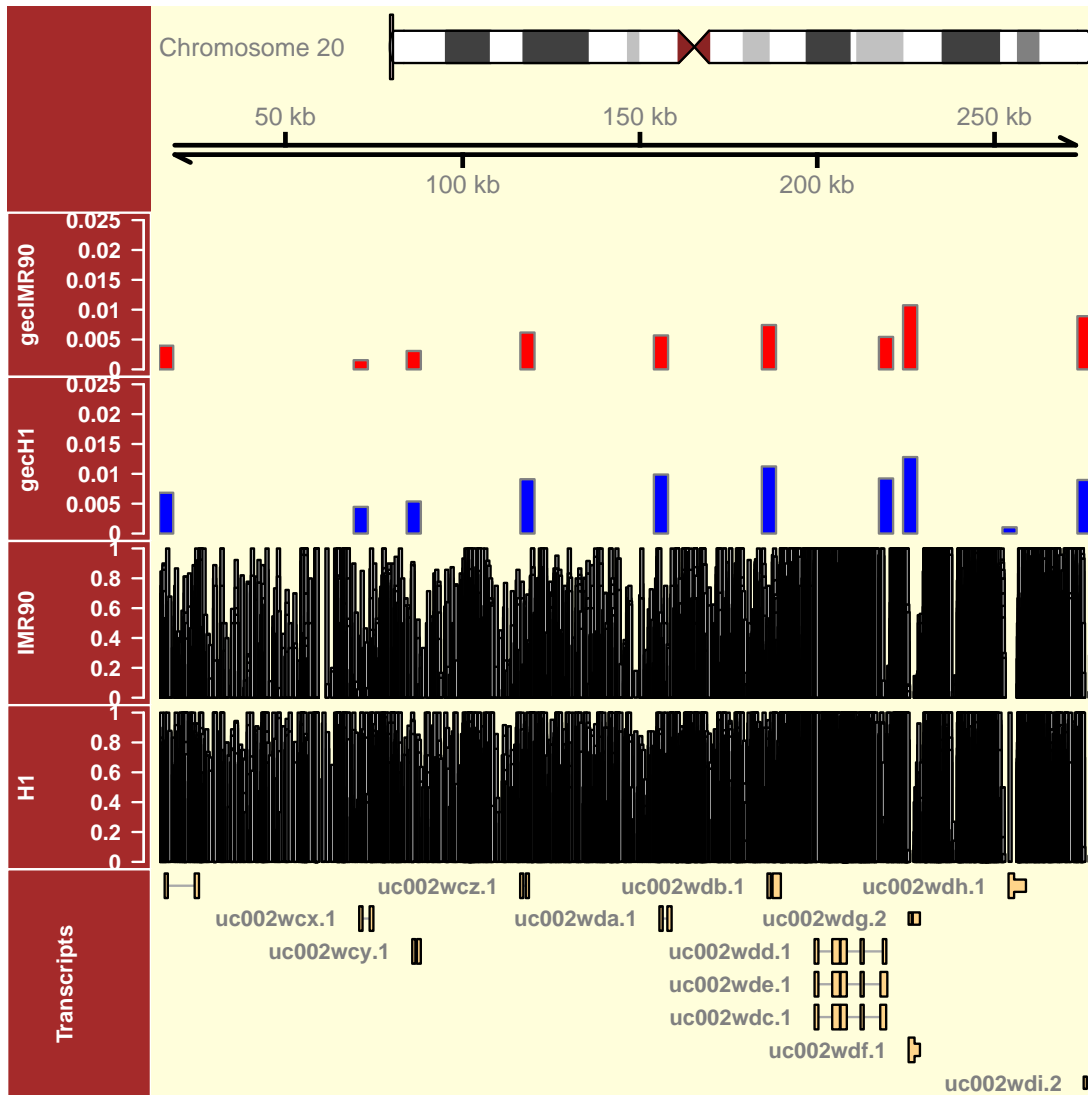 Chromosome 20
50 kb 150 kb 250 kb
100 kb 200 kb
gecIMR90
0.025
0.02
0.015
0.01
0.005
0
gecH1
0.025
0.02
0.015
0.01
0.005
0
IMR90
1
0.8
0.6
0.4
0.2
0
H1
1
0.8
0.6
0.4
0.2
0
Transcripts
uc002wcz.1 uc002wdb.1 uc002wdh.1
uc002wcx.1 uc002wda.1 uc002wdg.2
uc002wcy.1 uc002wdd.1
uc002wde.1
uc002wdc.1
uc002wdf.1
uc002wdi.2